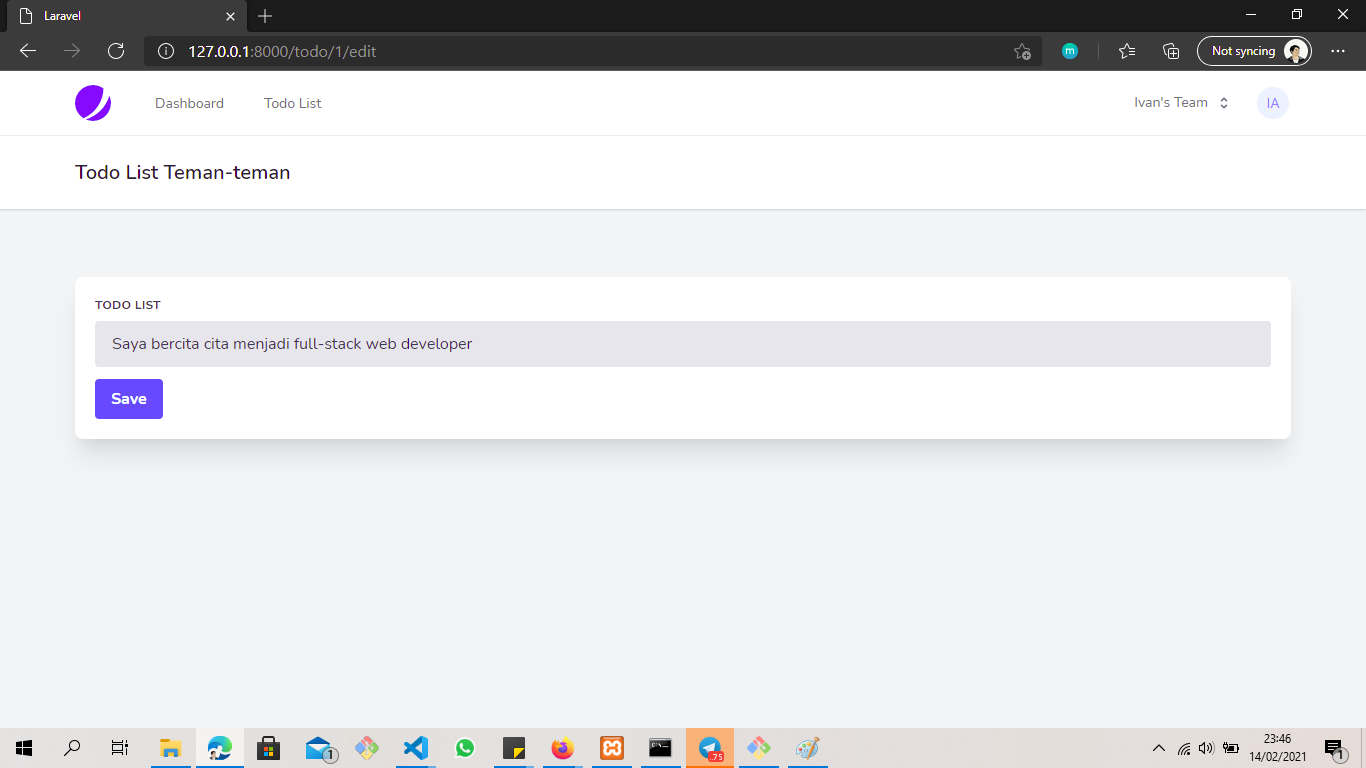 Laravel
127.0.0.1:8000/todo/1/edit
m
Not syncing
Dashboard
Todo List
Ivan's Team
IA
Todo List Teman-teman
TODO LIST
Saya bercita cita menjadi full-stack web developer
Save
1
..75
23:46
14/02/2021
1